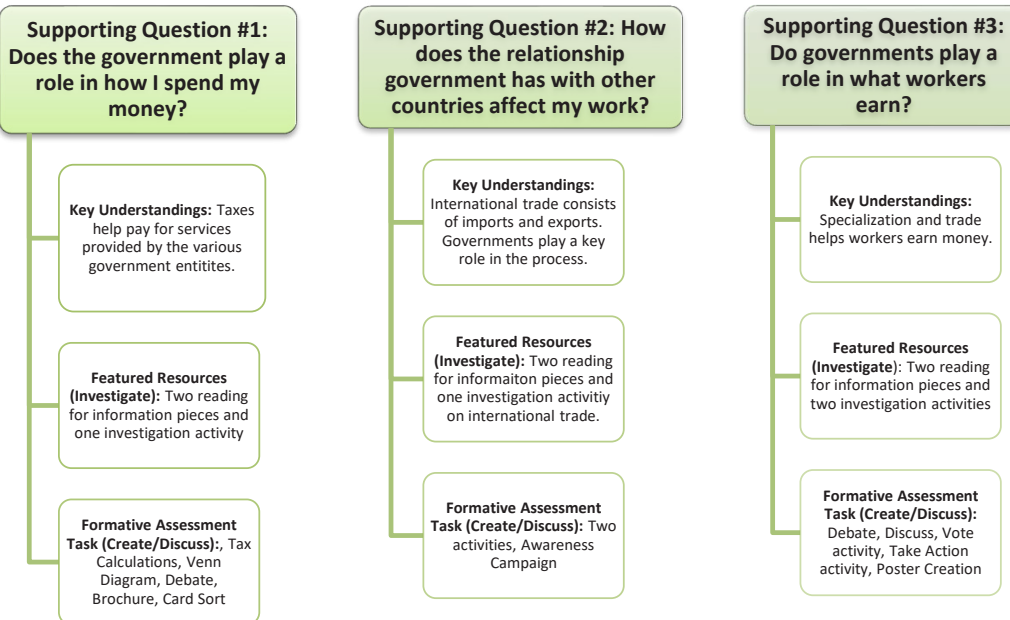 Supporting Question #1:
Does the government play a
role in how I spend my
money?
Key Understandings: Taxes
help pay for services
provided by the various
government entitites.
Featured Resources
(Investigate): Two reading
for information pieces and
one investigation activity
Formative Assessment
Task (Create/Discuss):, Tax
Calculations, Venn
Diagram, Debate,
Brochure, Card Sort
Supporting Question #2: How
does the relationship
government has with other
countries affect my work?
Key Understandings:
International trade consists
of imports and exports.
Governments play a key
role in the process.
Featured Resources
(Investigate): Two reading
for informaiton pieces and
one investigation activitiy
on international trade.
Formative Assessment
Task (Create/Discuss): Two
activities, Awareness
Campaign
Supporting Question #3:
Do governments play a
role in what workers
earn?
Key Understandings:
Specialization and trade
helps workers earn money.
Featured Resources
(Investigate): Two reading
for information pieces and
two investigation activities
Formative Assessment
Task (Create/Discuss):
Debate, Discuss, Vote
activity, Take Action
activity, Poster Creation